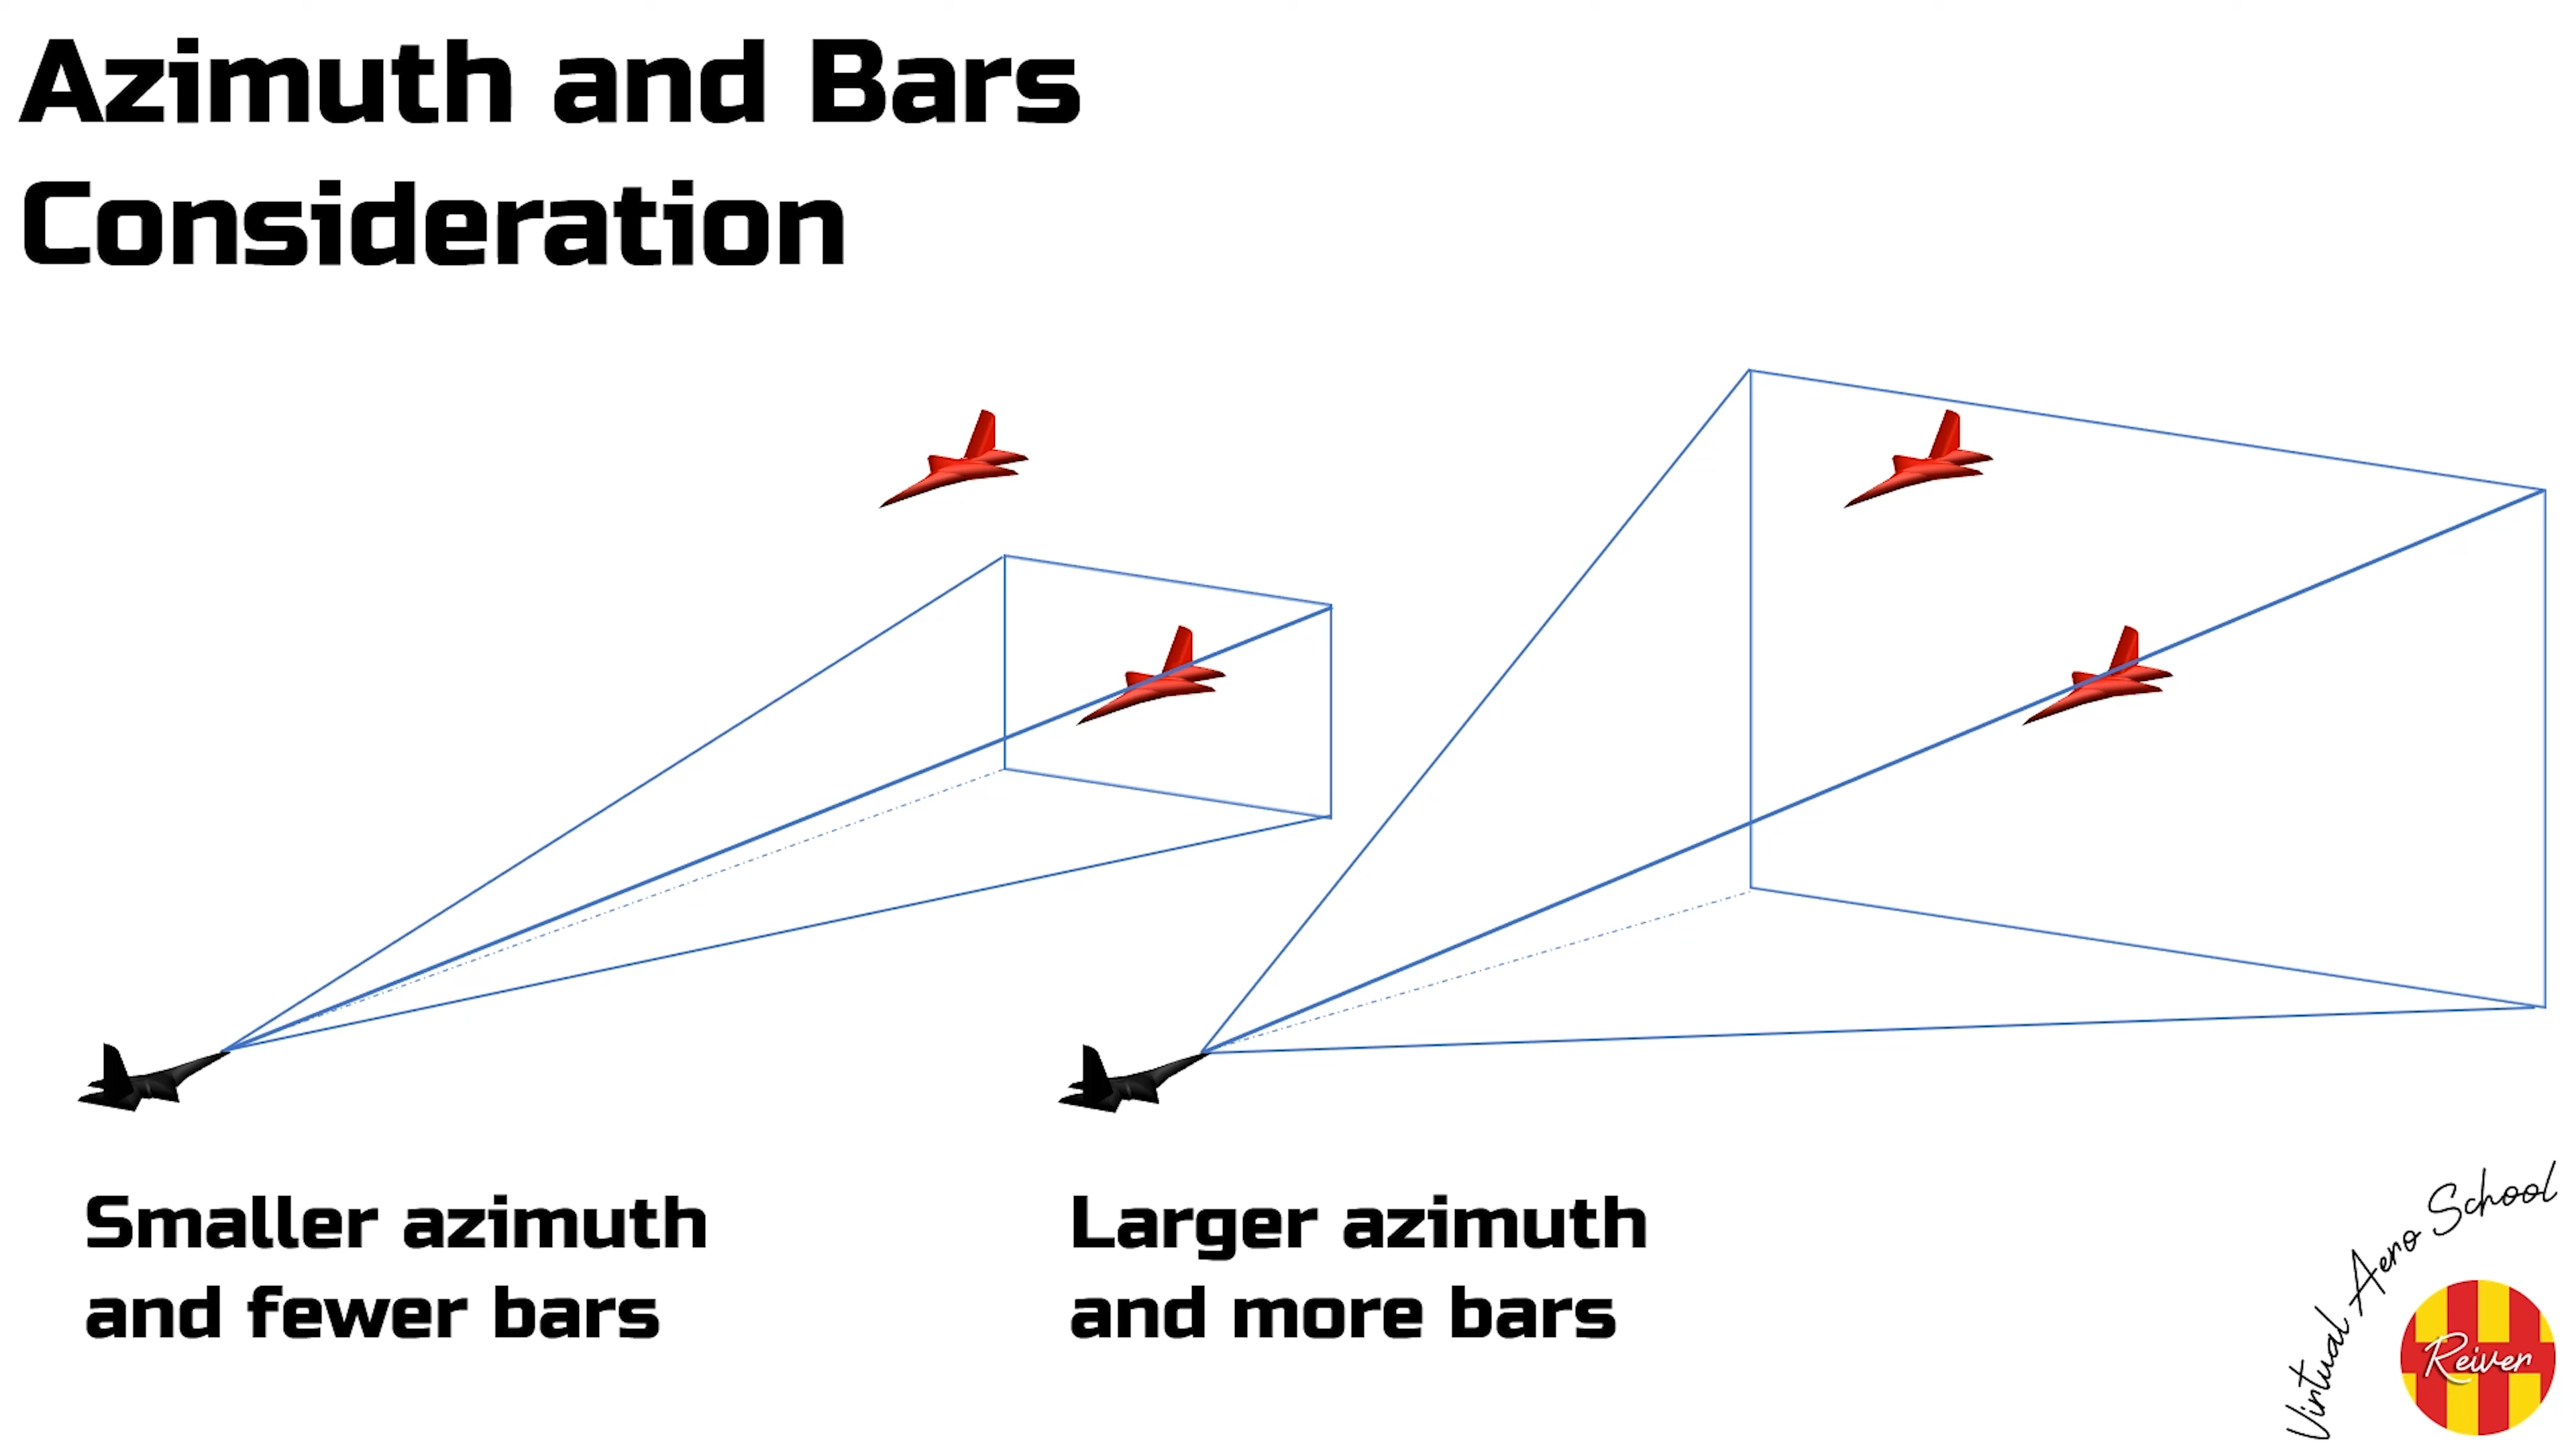 Azimuth and Bars
Consideration
Smaller azimuth
and fewer bars
Larger azimuth
and more bars
Virtual Aero School
Reiver